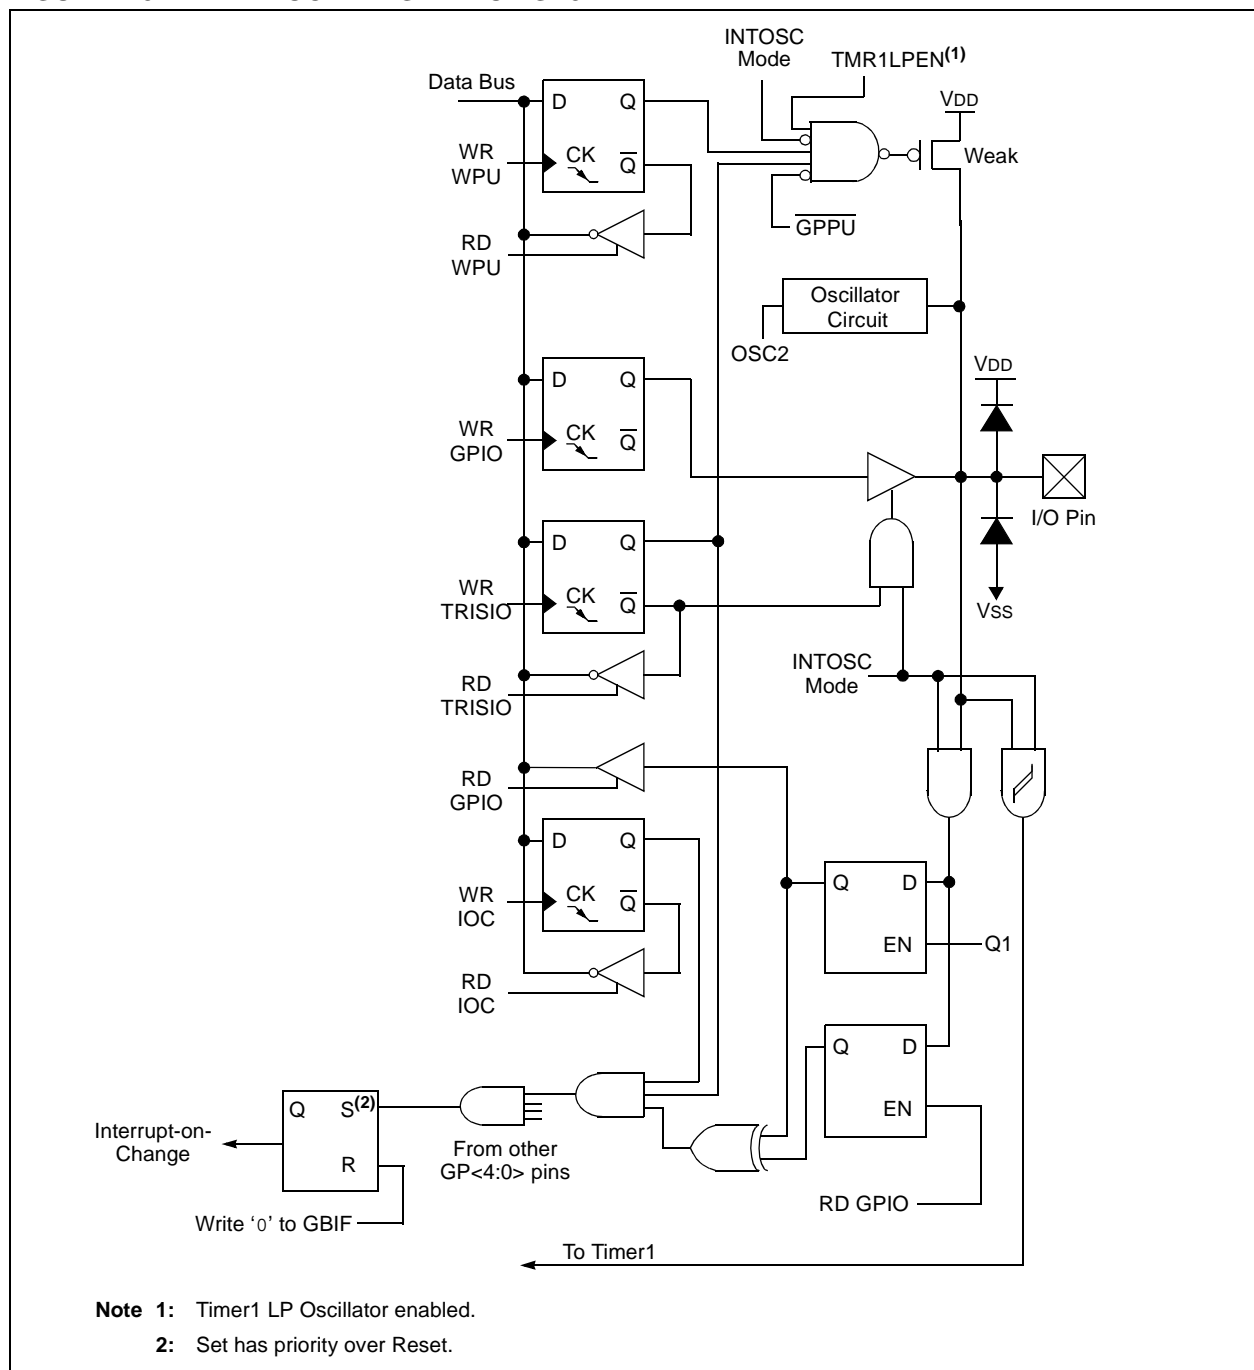 INTOSC
Mode
TMR1LPEN(1)
Data Bus
VDD
D
Q
WR
WPU
CK
Q
Weak
RD
WPU
GPPU
Oscillator
Circuit
OSC2
VDD
D
Q
WR
GPIO
CK
Q
I/O Pin
D
Q
WR
TRISIO
CK
Q
VSS
INTOSC
Mode
RD
TRISIO
RD
GPIO
D
Q
WR
IOC
CK
Q
Q
D
EN
Q1
RD
IOC
Q
D
EN
Q
S(2)
R
Interrupt-on-
Change
From other
GP<4:0> pins
RD GPIO
Write ‘0’ to GBIF
To Timer1
Note 1: Timer1 LP Oscillator enabled.
2: Set has priority over Reset.